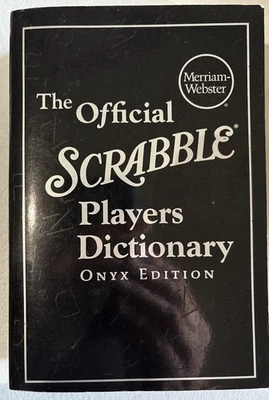 Merriam-
Webster®
The Official
SCRABBLE®
Players
Dictionary
ONYX EDITION